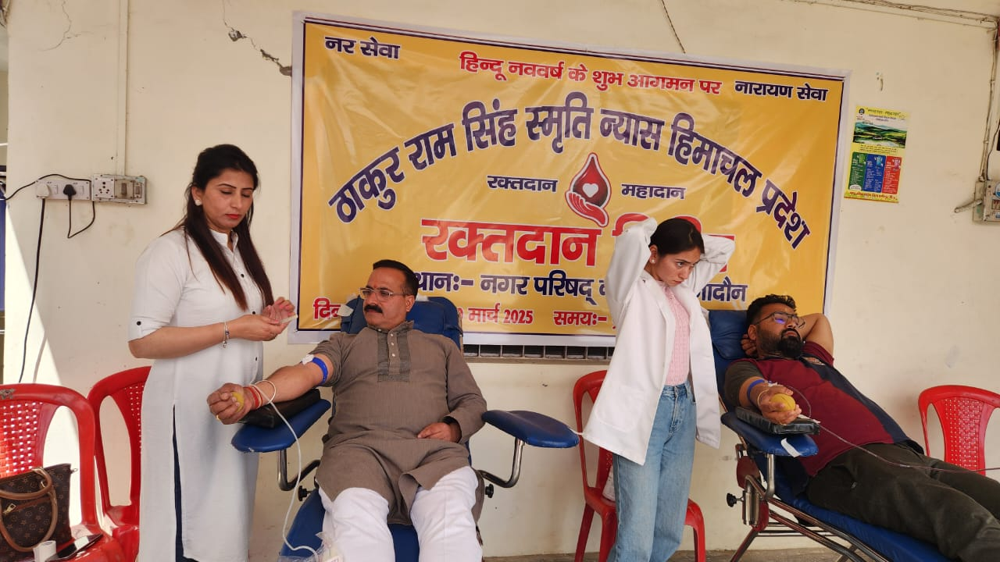 नर सेवा
हिन्दू नववर्ष के शुभ आगमन पर
नारायण सेवा
ठाकुर राम सिंह स्मृति न्यास हिमाचल प्रदेश
रक्तदान महादान
रक्तदान
नगर परिषद्
मार्च 2025 समयः-